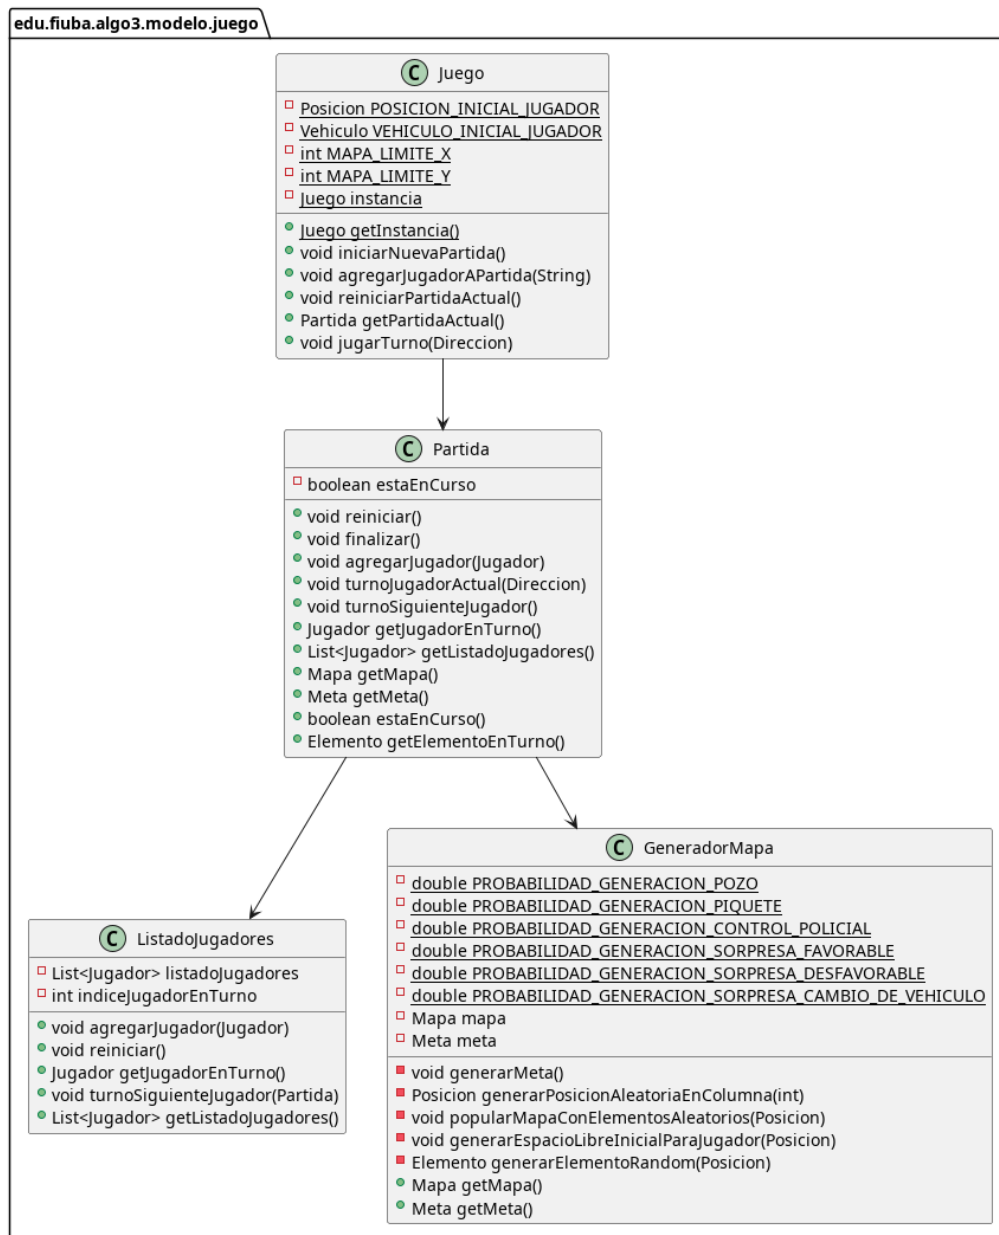 edu.fiuba.algo3.modelo.juego
C Juego
Posicion POSICION_INICIAL_JUGADOR
Vehiculo VEHICULO_INICIAL_JUGADOR
int MAPA_LIMITE_X
int MAPA_LIMITE_Y
Juego instancia
Juego getInstancia()
void iniciarNuevaPartida()
void agregarJugadorAPartida(String)
void reiniciarPartidaActual()
Partida getPartidaActual()
void jugarTurno(Direccion)
C Partida
boolean estaEnCurso
void reiniciar()
void finalizar()
void agregarJugador(Jugador)
void turnoJugadorActual(Direccion)
void turnoSiguienteJugador()
Jugador getJugadorEnTurno()
List<Jugador> getListadoJugadores()
Mapa getMapa()
Meta getMeta()
boolean estaEnCurso()
Elemento getElementoEnTurno()
C ListadoJugadores
List<Jugador> listadoJugadores
int indiceJugadorEnTurno
void agregarJugador(Jugador)
void reiniciar()
Jugador getJugadorEnTurno()
void turnoSiguienteJugador(Partida)
List<Jugador> getListadoJugadores()
C GeneradorMapa
double PROBABILIDAD_GENERACION_POZO
double PROBABILIDAD_GENERACION_PIQUETE
double PROBABILIDAD_GENERACION_CONTROL_POLICIAL
double PROBABILIDAD_GENERACION_SORPRESA_FAVORABLE
double PROBABILIDAD_GENERACION_SORPRESA_DESFAVORABLE
double PROBABILIDAD_GENERACION_SORPRESA_CAMBIO_DE_VEHICULO
Mapa mapa
Meta meta
void generarMeta()
Posicion generarPosicionAleatoriaEnColumna(int)
void popularMapaConElementosAleatorios(Posicion)
void generarEspacioLibreInicialParaJugador(Posicion)
Elemento generarElementoRandom(Posicion)
Mapa getMapa()
Meta getMeta()